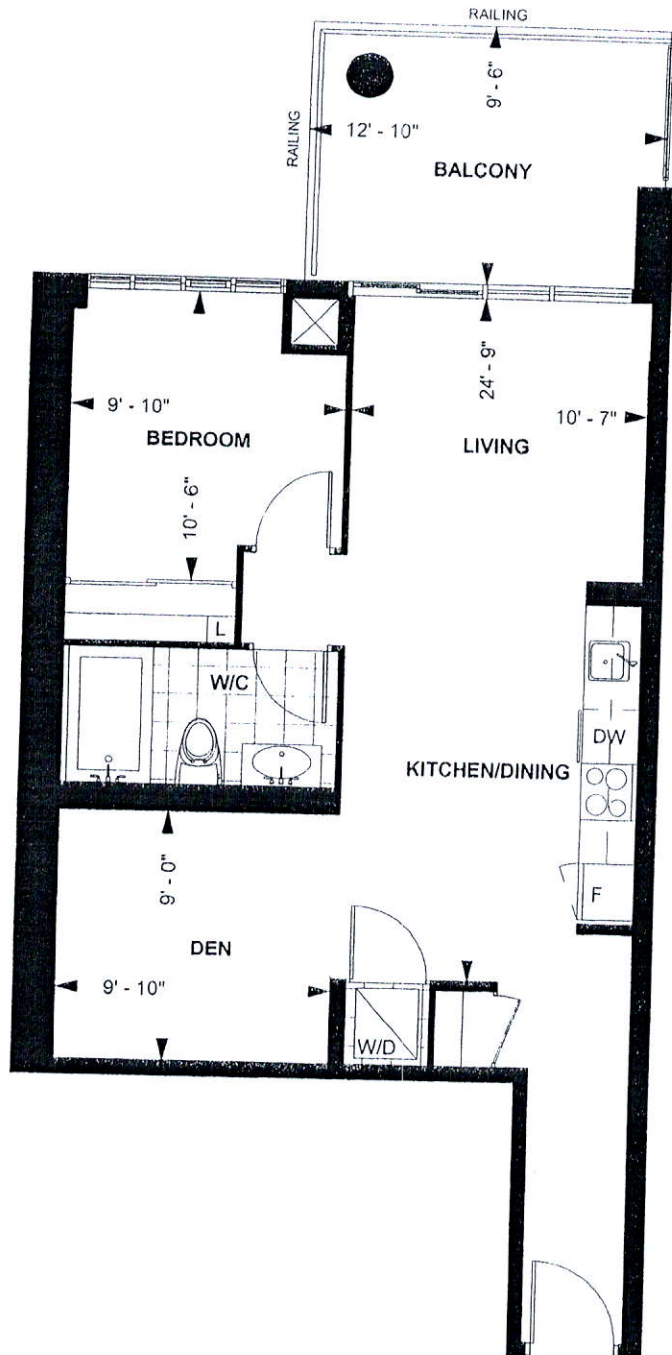 RAILING
RAILING
9' - 6"
12' - 10"
BALCONY
24' - 9"
9' - 10"
10' - 7"
BEDROOM
LIVING
10' - 6"
L
W/C
DW
KITCHEN/DINING
9' - 0"
F
DEN
9' - 10"
W/D